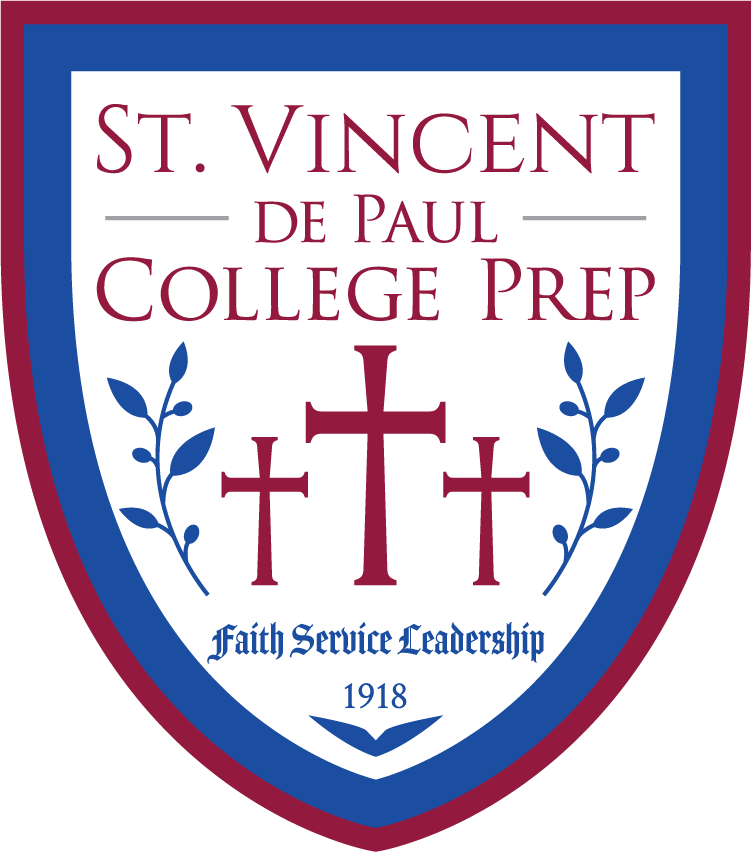 St. Vincent
de Paul
College Prep
Faith Service Leadership
1918